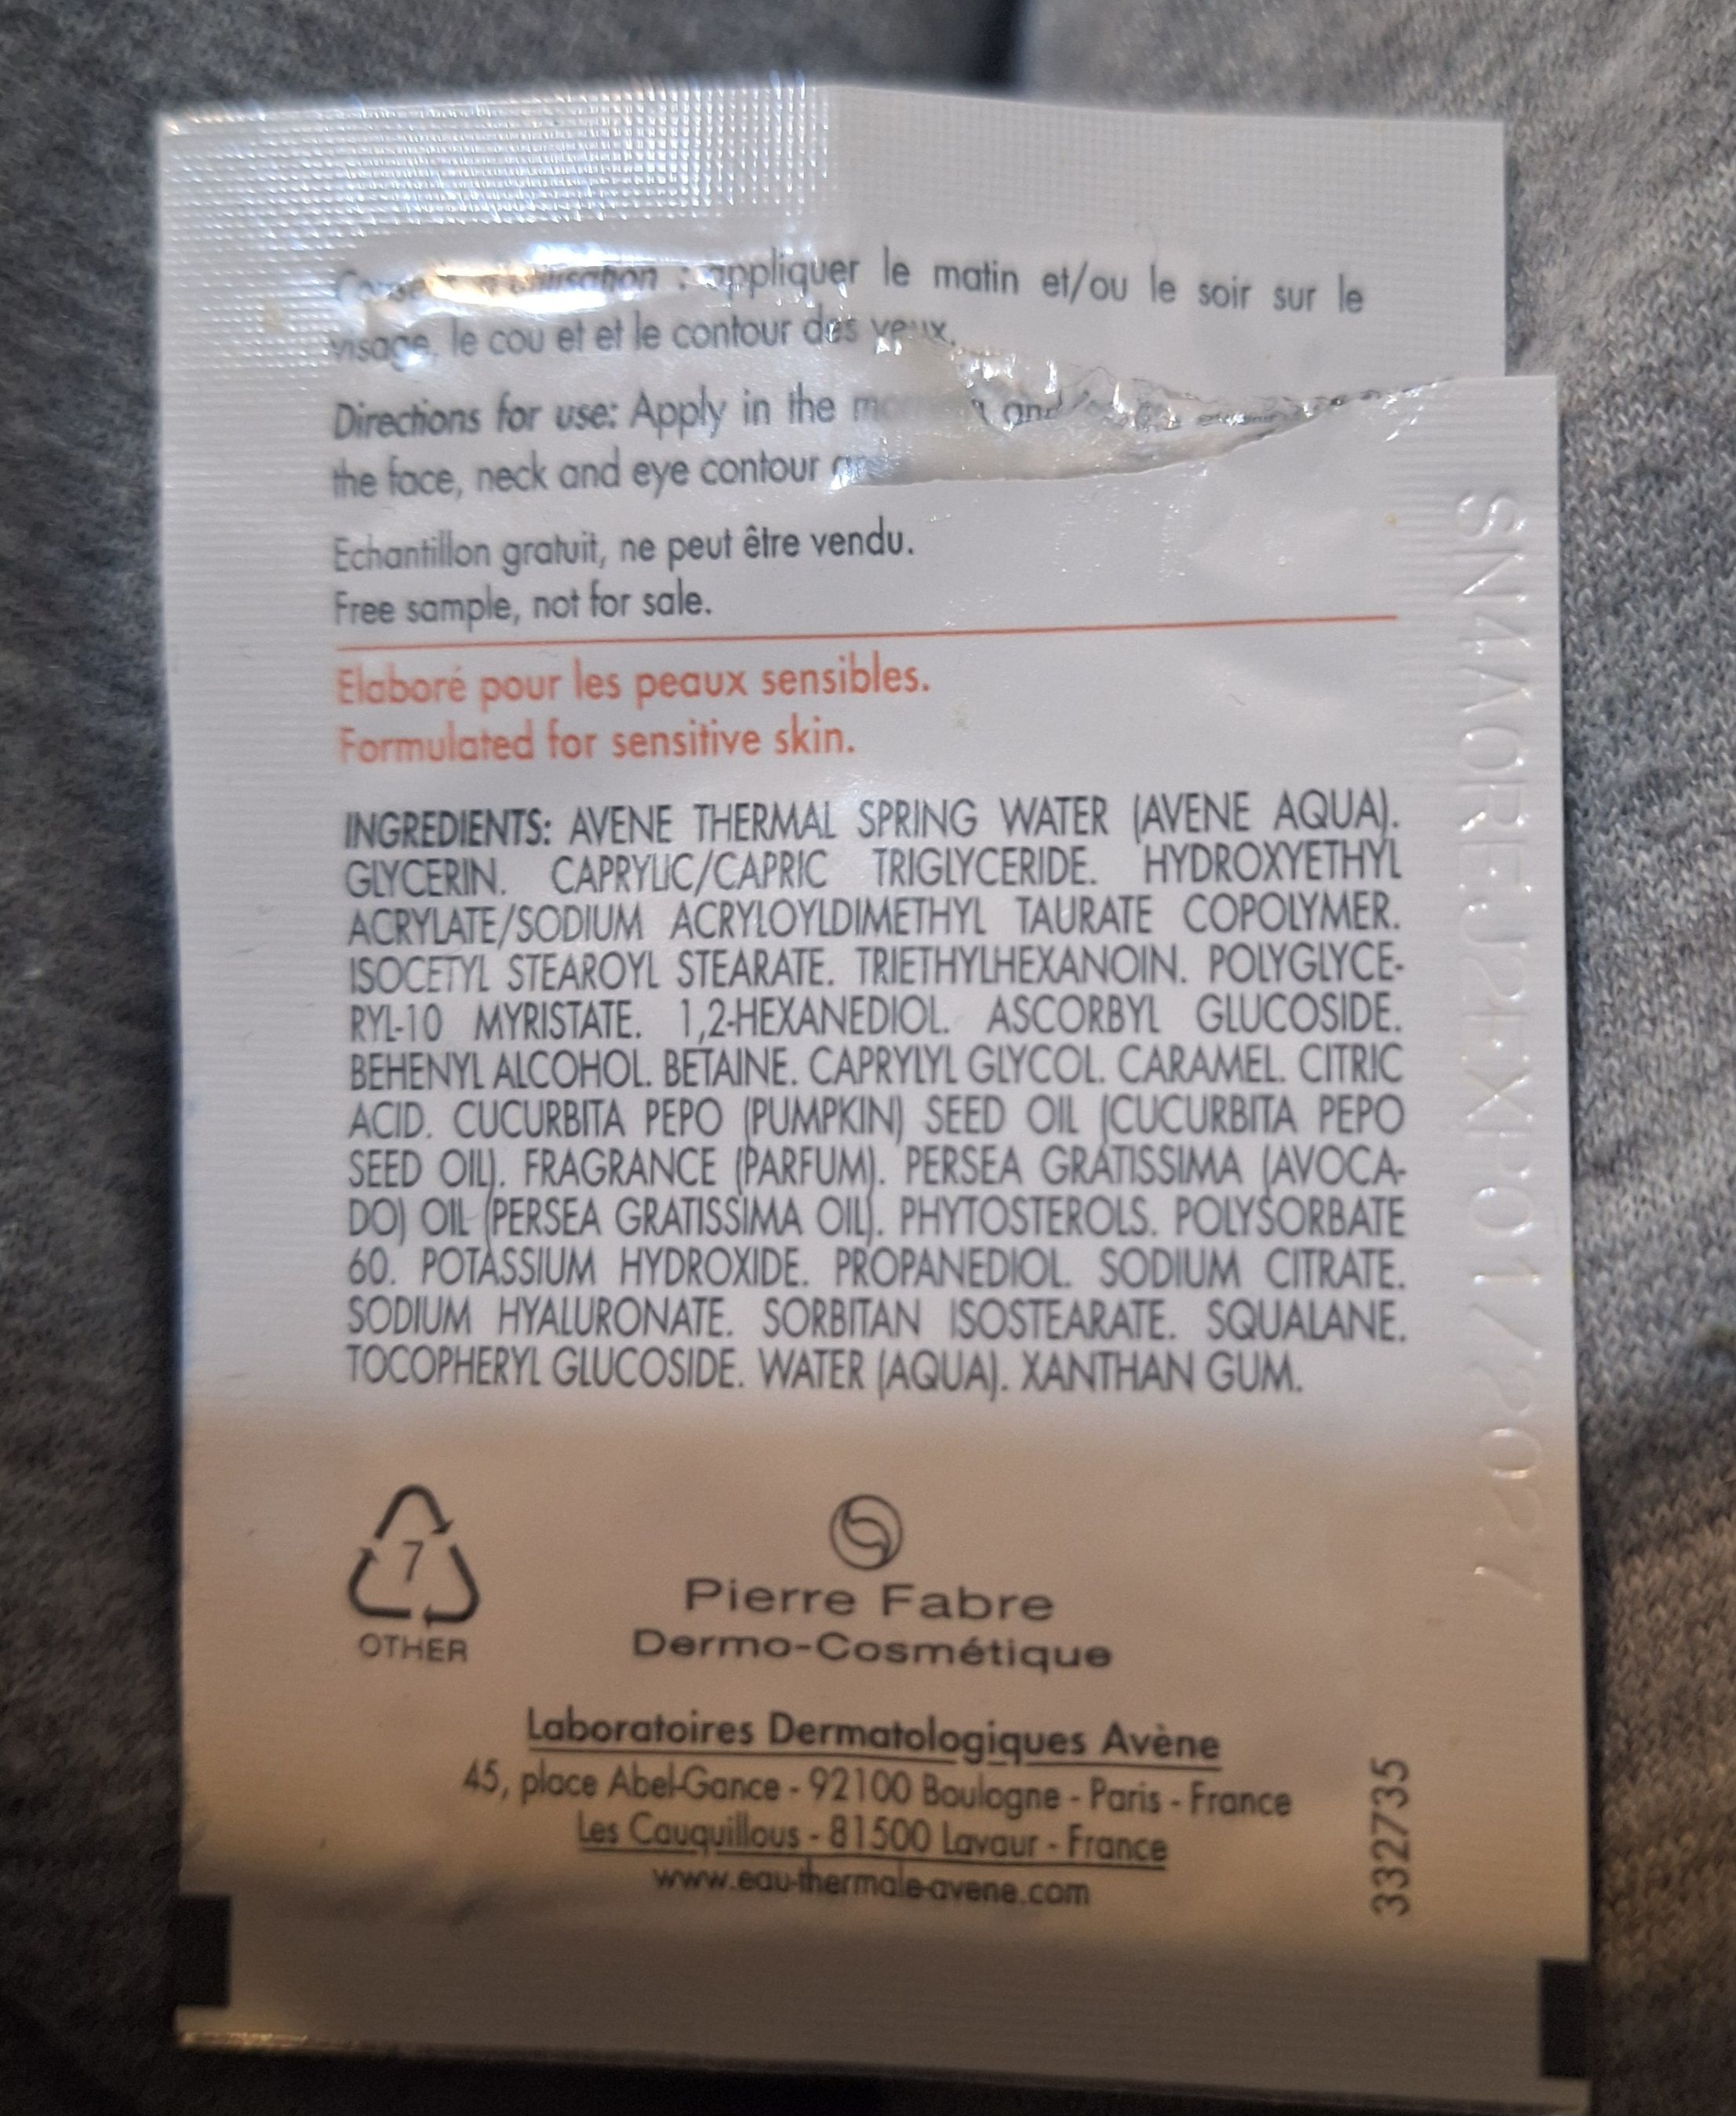 appliquer le matin et/ou le soir sur le
visage, le cou et et le contour des yeux.
Directions for use: Apply in the and
the face, neck and eye contour
Echantillon gratuit, ne peut être vendu.
Free sample, not for sale.
Elaboré pour les peaux sensibles.
Formulated for sensitive skin.
INGREDIENTS: AVENE THERMAL SPRING WATER (AVENE AQUA).
GLYCERIN. CAPRYLIC/CAPRIC TRIGLYCERIDE. HYDROXYETHYL
ACRYLATE/SODIUM ACRYLOYLDIMETHYL TAURATE COPOLYMER.
ISOCETYL STEAROYL STEARATE. TRIETHYLHEXANOIN. POLYGLYCE-
RYL-10 MYRISTATE. 1,2-HEXANEDIOL. ASCORBYL GLUCOSIDE.
BEHENYL ALCOHOL. BETAINE. CAPRYLYL GLYCOL. CARAMEL. CITRIC
ACID. CUCURBITA PEPO (PUMPKIN) SEED OIL (CUCURBITA PEPO
SEED OIL). FRAGRANCE (PARFUM). PERSEA GRATISSIMA (AVOCA-
DO) OIL (PERSEA GRATISSIMA OIL). PHYTOSTEROLS. POLYSORBATE
60. POTASSIUM HYDROXIDE. PROPANEDIOL. SODIUM CITRATE.
SODIUM HYALURONATE. SORBITAN ISOSTEARATE. SQUALANE.
TOCOPHERYL GLUCOSIDE. WATER (AQUA). XANTHAN GUM.
7
OTHER
Pierre Fabre
Dermo-Cosmétique
Laboratoires Dermatologiques Avène
45, place Abel-Gance - 92100 Boulogne - Paris - France
Les Cauquillous - 81500 Lavaur - France
www.eau-thermale-avene.com
332735